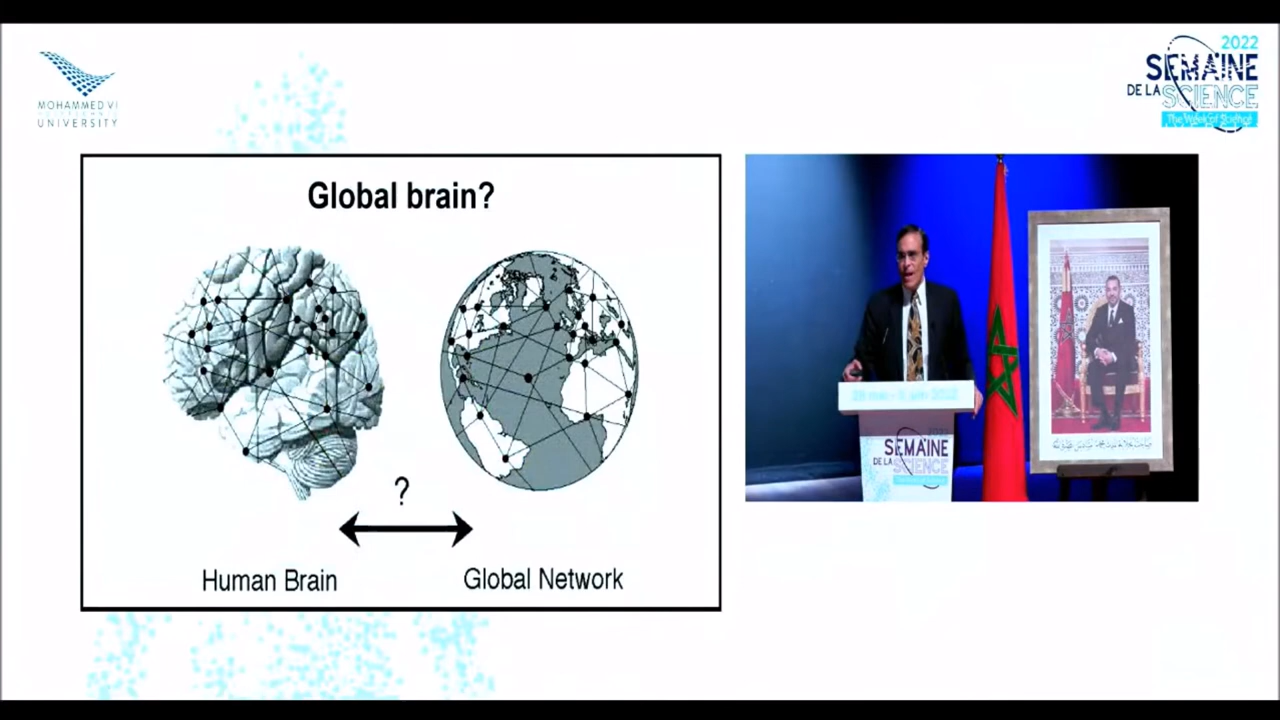 MOHAMMED VI
UNIVERSITY
2022
SEMAINE
DE LA SCIENCE
The Week of Science
Global brain?
?
Human Brain
Global Network
2022
SEMAINE
DE LA SCIENCE